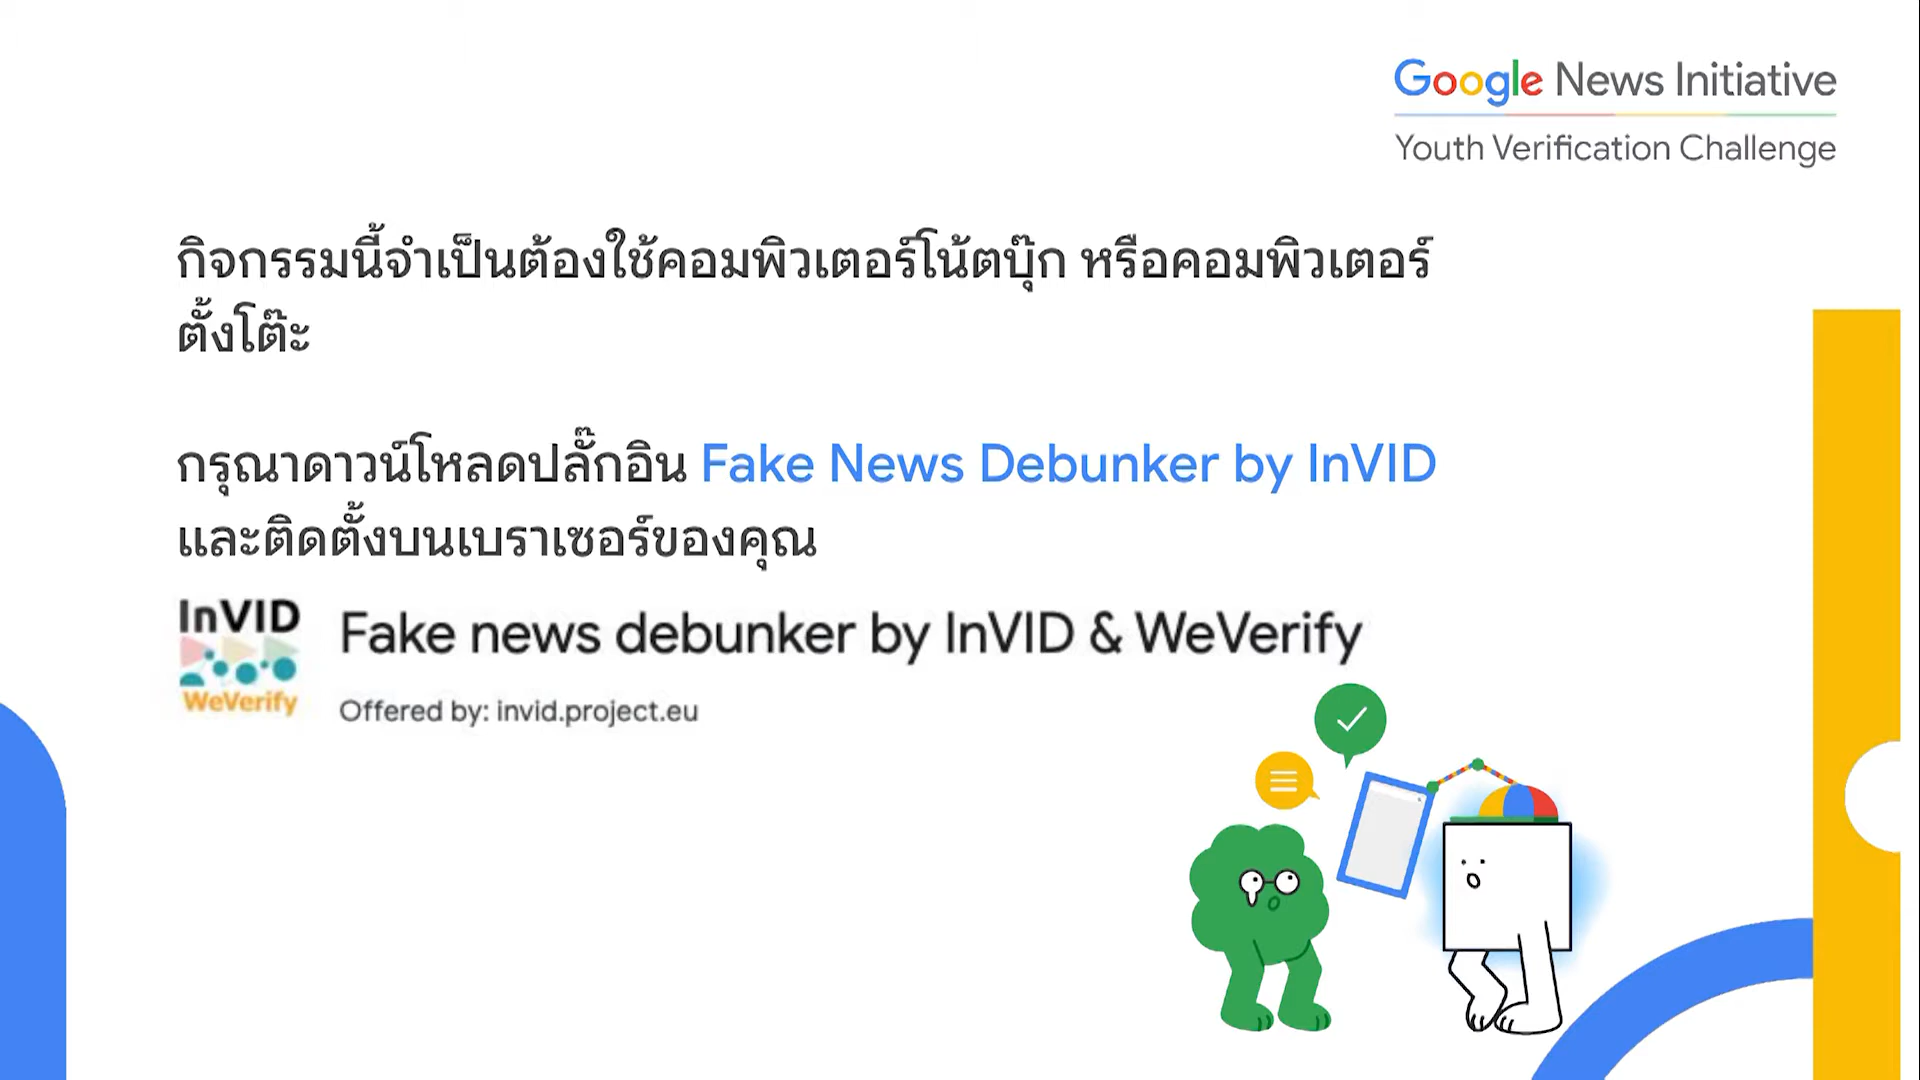 Google News Initiative
Youth Verification Challenge
กิจกรรมนี้จำเป็นต้องใช้คอมพิวเตอร์โน้ตบุ๊ก หรือคอมพิวเตอร์
ตั้งโต๊ะ
กรุณาดาวน์โหลดปลั๊กอิน Fake News Debunker by InVID
และติดตั้งบนเบราเซอร์ของคุณ
InVID
WeVerify
Fake news debunker by InVID & WeVerify
Offered by: invid.project.eu